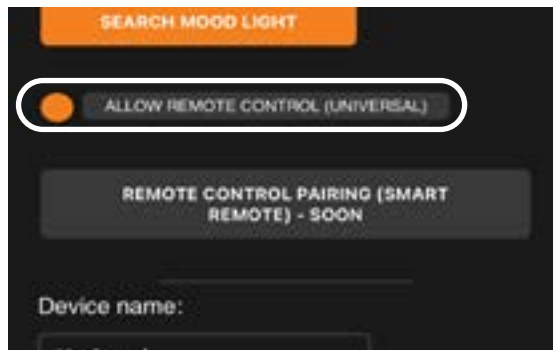 SEARCH MOOD LIGHT
ALLOW REMOTE CONTROL (UNIVERSAL)
REMOTE CONTROL PAIRING (SMART
REMOTE) - SOON
Device name: